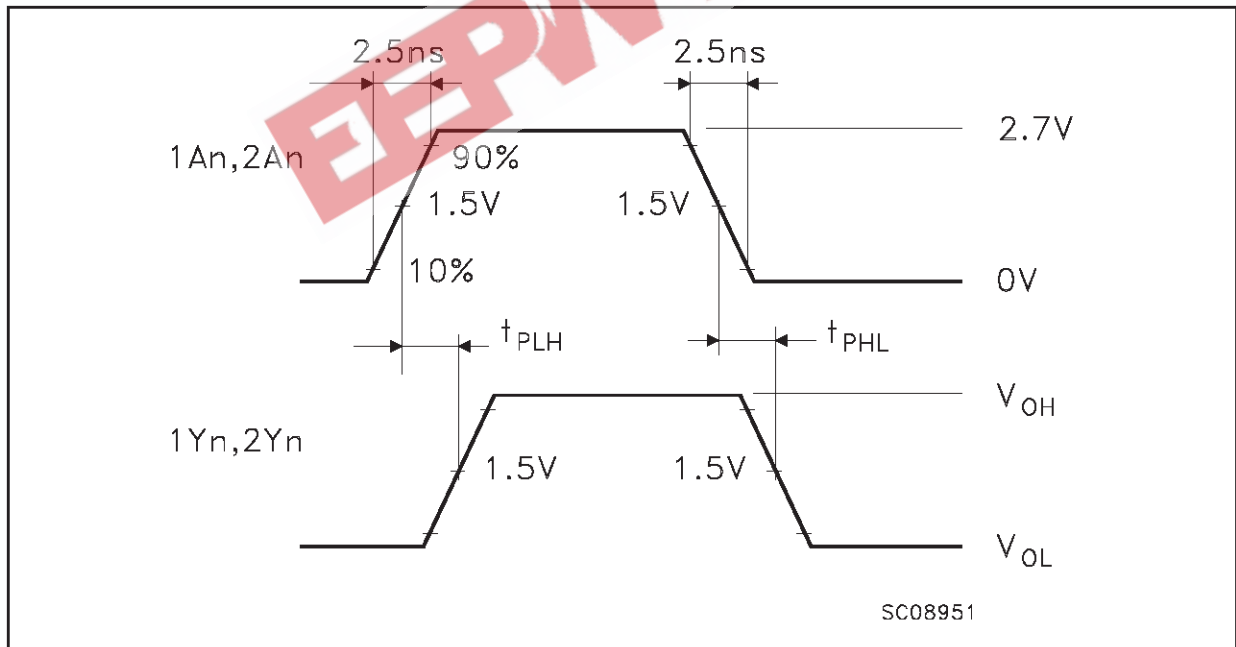 2.5ns 2.5ns
2.7V
1An,2An
90%
1.5V 1.5V
10%
0V
tPLH tPHL
VOH
1Yn,2Yn
1.5V 1.5V
VOL
SC08951